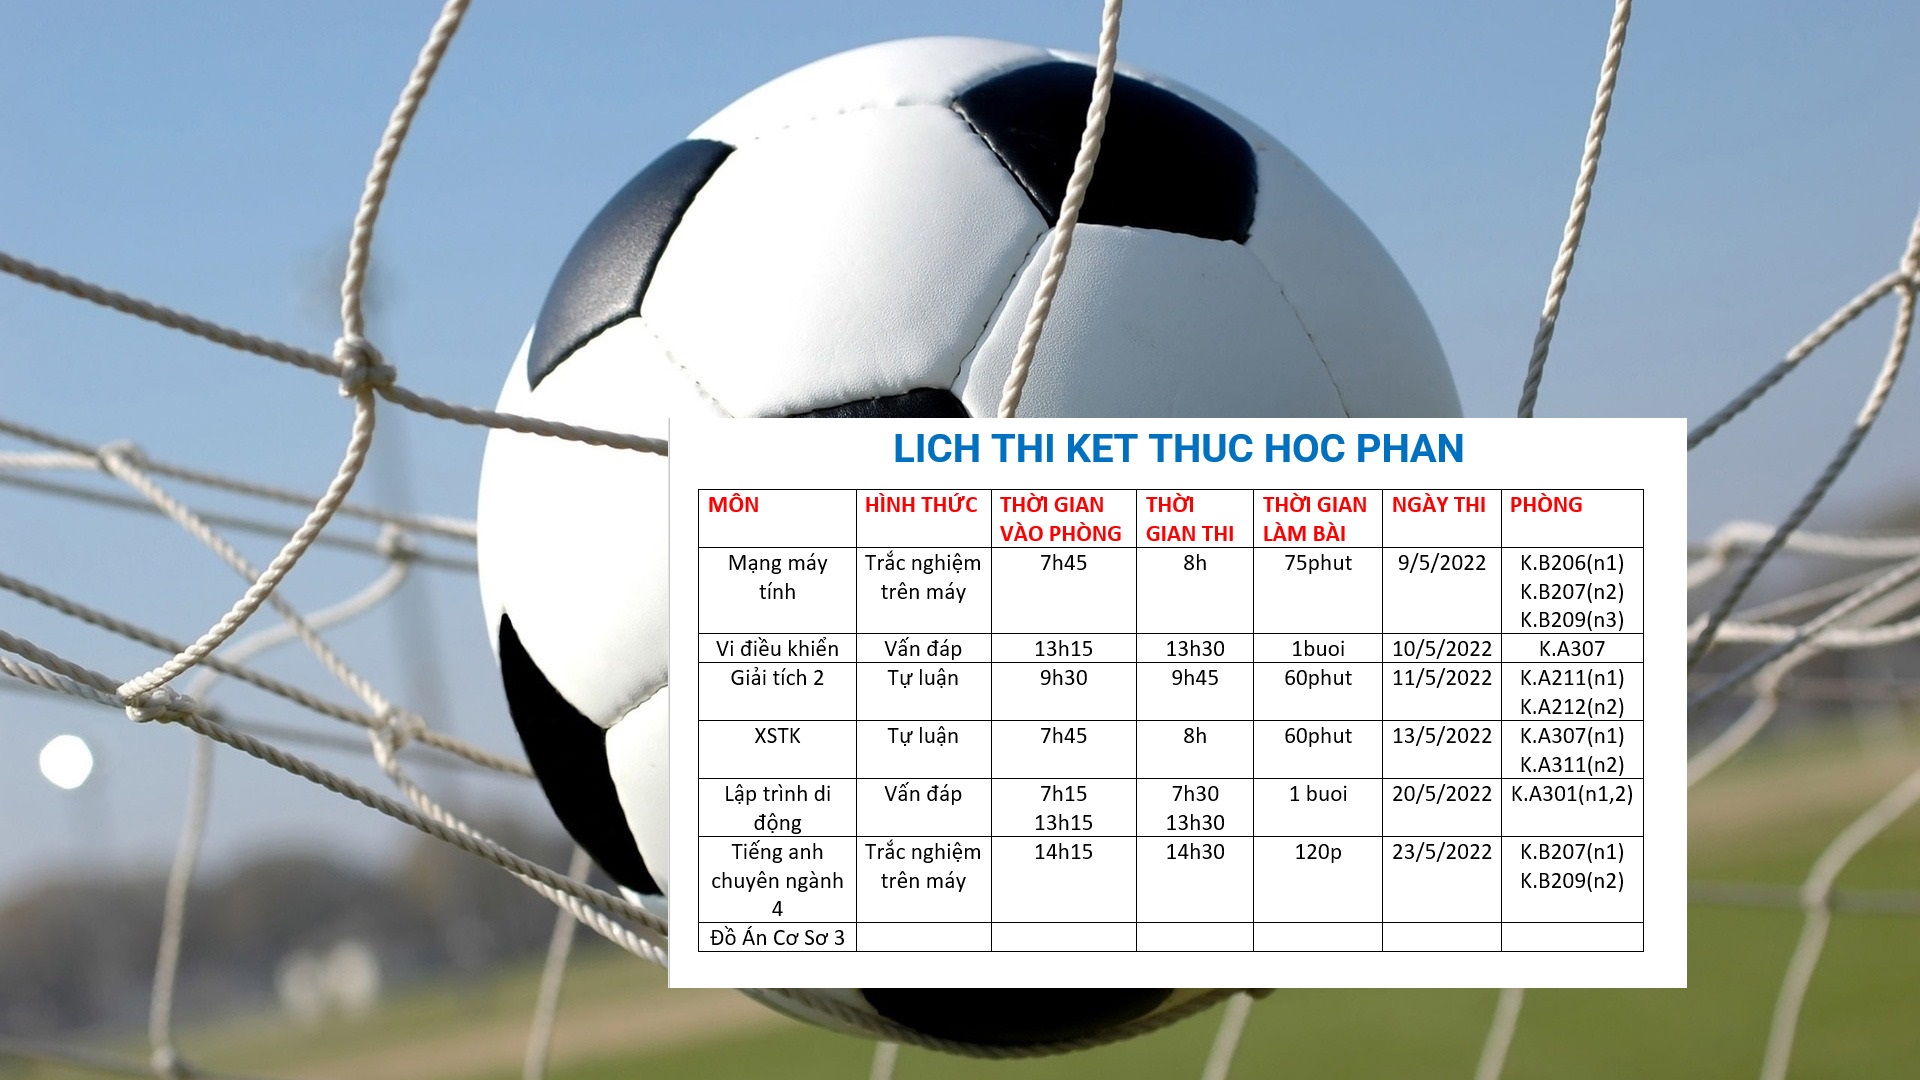 LICH THI KET THUC HOC PHAN
MÔN HÌNH THỨC THỜI GIAN VÀO PHÒNG THỜI GIAN THI THỜI GIAN LÀM BÀI NGÀY THI PHÒNG
Mạng máy tính Trắc nghiệm trên máy 7h45 8h 75phut 9/5/2022 K.B206(n1) K.B207(n2) K.B209(n3)
Vi điều khiển Vấn đáp 13h15 13h30 1buoi 10/5/2022 K.A307
Giải tích 2 Tự luận 9h30 9h45 60phut 11/5/2022 K.A211(n1) K.A212(n2)
XSTK Tự luận 7h45 8h 60phut 13/5/2022 K.A307(n1) K.A311(n2)
Lập trình di động Vấn đáp 7h15 13h15 7h30 13h30 1 buoi 20/5/2022 K.A301(n1,2)
Tiếng anh chuyên ngành 4 Trắc nghiệm trên máy 14h15 14h30 120p 23/5/2022 K.B207(n1) K.B209(n2)
Đồ Án Cơ Sơ 3